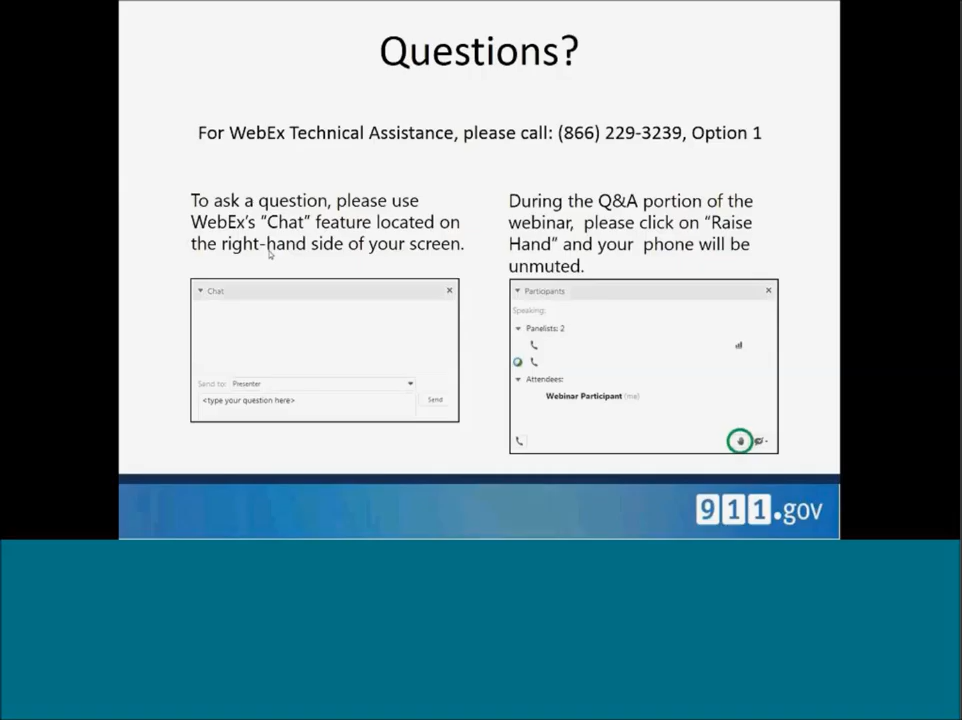 Questions?
For WebEx Technical Assistance, please call: (866) 229-3239, Option 1
To ask a question, please use
WebEx's "Chat" feature located on
the right-hand side of your screen.
During the Q&A portion of the
webinar, please click on "Raise
Hand" and your phone will be
unmuted.
Chat
Send to: Presenter
<type your question here>
Send
Participants
Speaking:
Panelists: 2
Attendees:
Webinar Participant (me)
911.gov